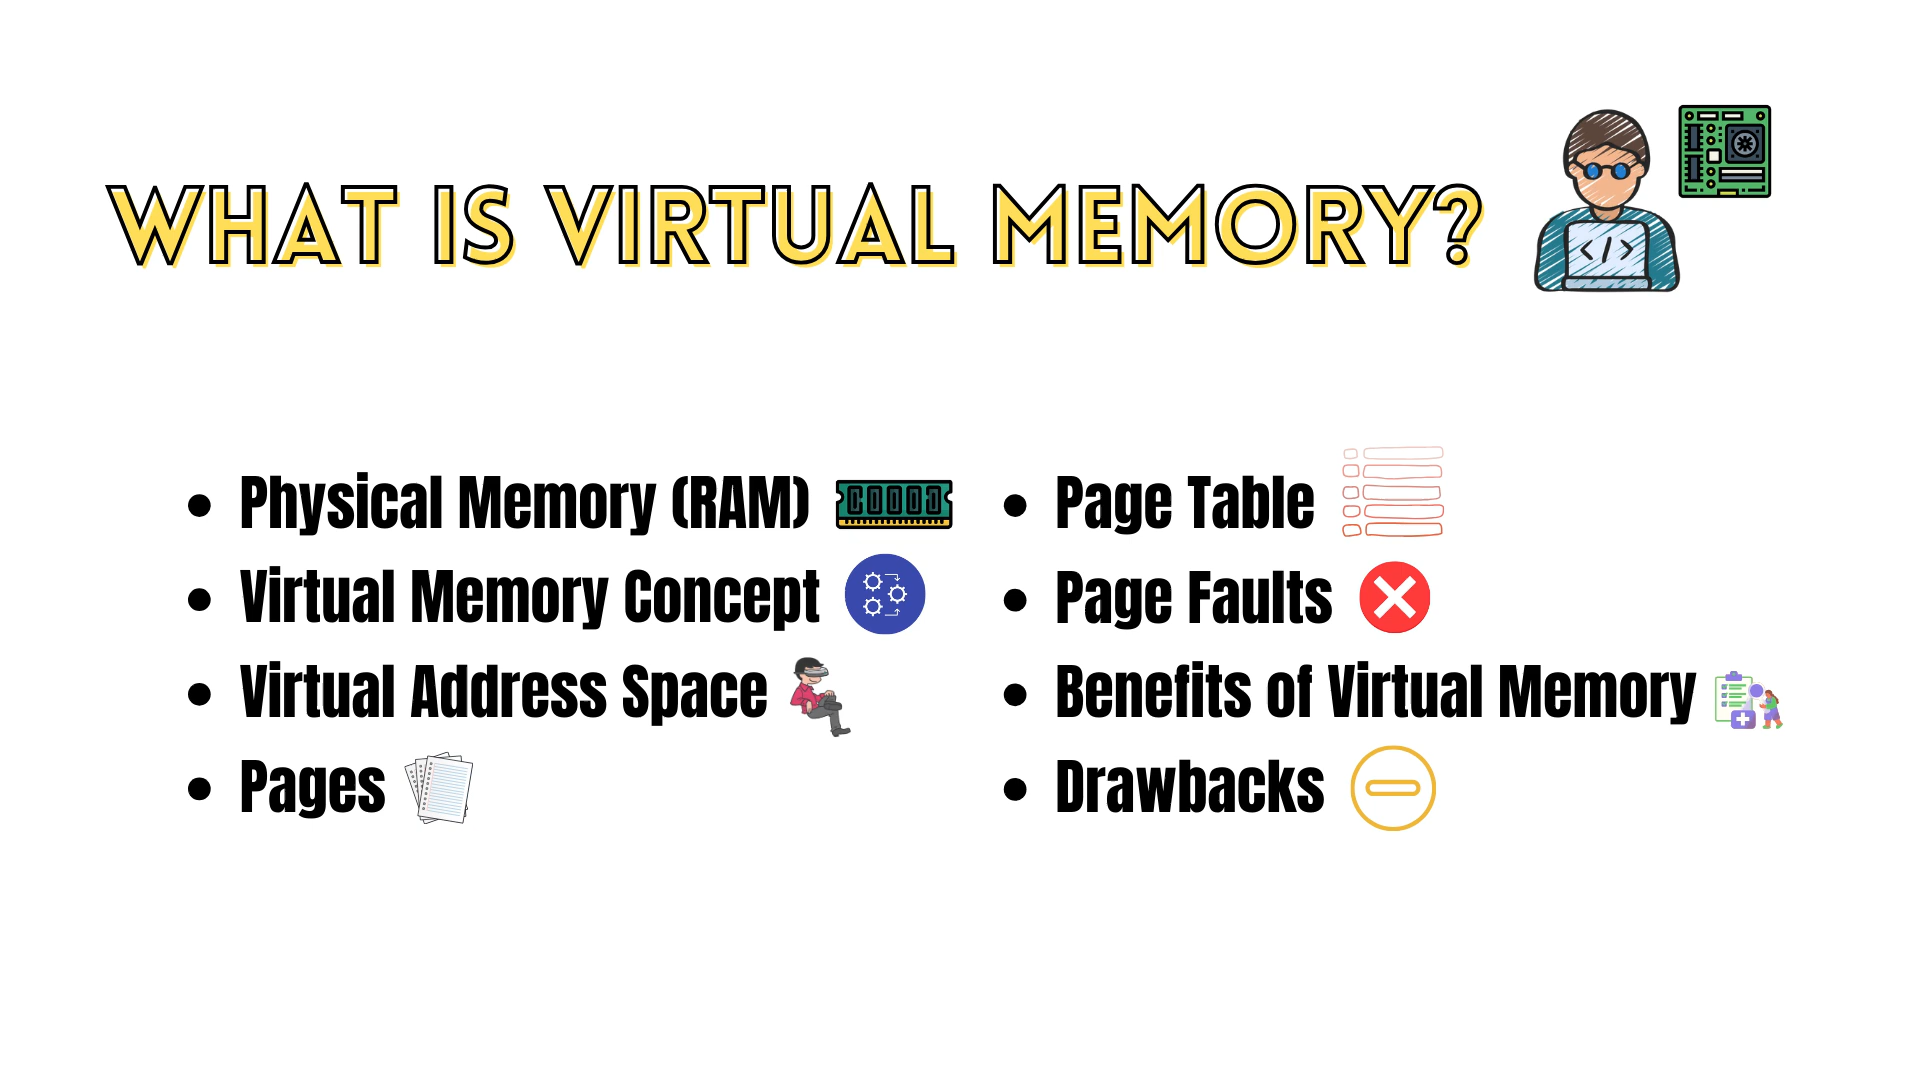 WHAT IS VIRTUAL MEMORY?
</>
• Physical Memory (RAM)
• Virtual Memory Concept
• Virtual Address Space
• Pages
• Page Table
• Page Faults
• Benefits of Virtual Memory
• Drawbacks